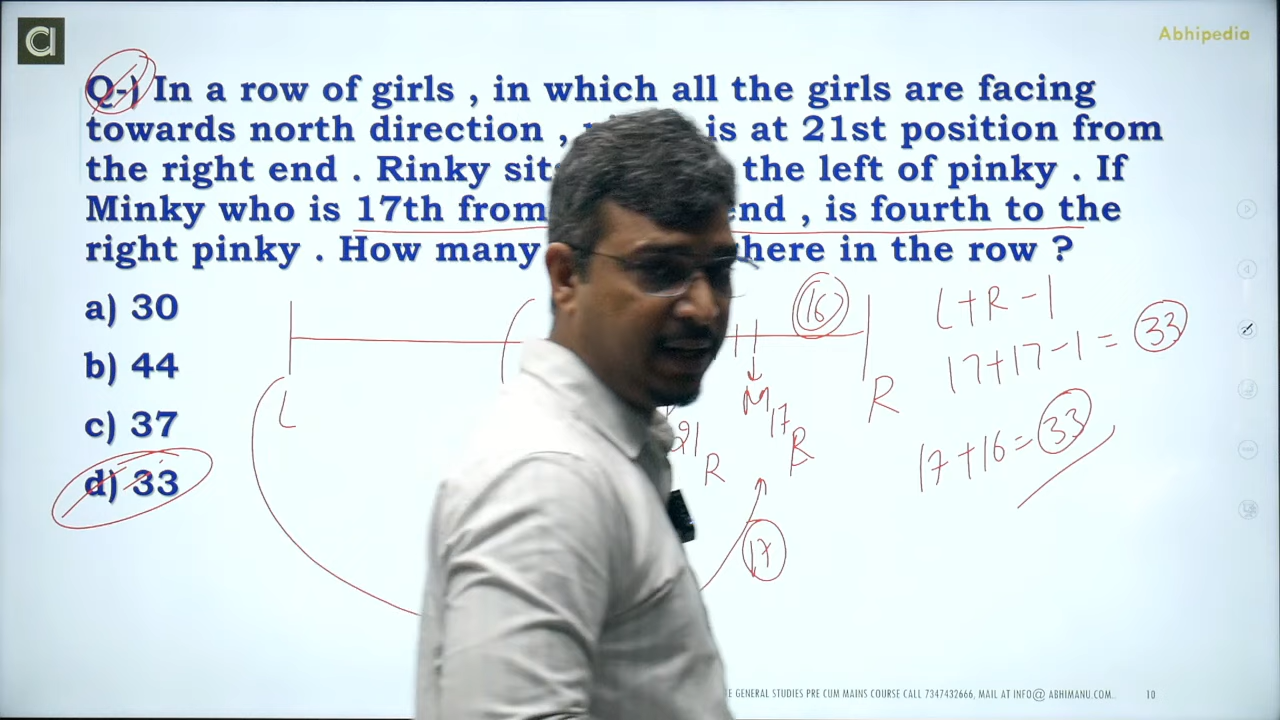 Abhipedia
Q-) In a row of girls , in which all the girls are facing
towards north direction , is at 21st position from
the right end . Rinky the left of pinky . If
Minky who is 17th from , is fourth to the
right pinky . How many in the row ?
a) 30
b) 44
c) 37
d) 33
16
L + R - 1
17 + 17 - 1 = 33
17 + 16 = 33
L
21
R
M
17
R
R
17
GENERAL STUDIES PRE CUM MAINS COURSE CALL 7347432666, MAIL AT INFO@ ABHIMANU.COM..
10